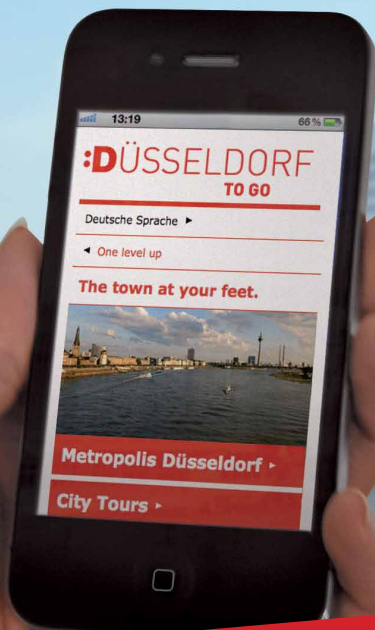 13:19
66 %
:DÜSSELDORF
TO GO
Deutsche Sprache ►
◄ One level up
The town at your feet.
Metropolis Düsseldorf ►
City Tours ►